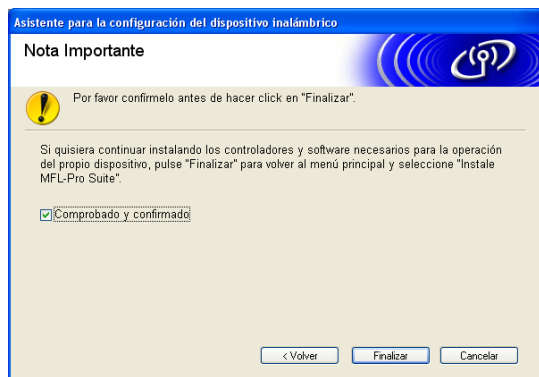 Asistente para la configuración del dispositivo inalámbrico
Nota Importante
Por favor confírmelo antes de hacer click en "Finalizar".
Si quisiera continuar instalando los controladores y software necesarios para la operación
del propio dispositivo, pulse "Finalizar" para volver al menú principal y seleccione "Instale
MFL-Pro Suite".
Comprobado y confirmado
< Volver
Finalizar
Cancelar